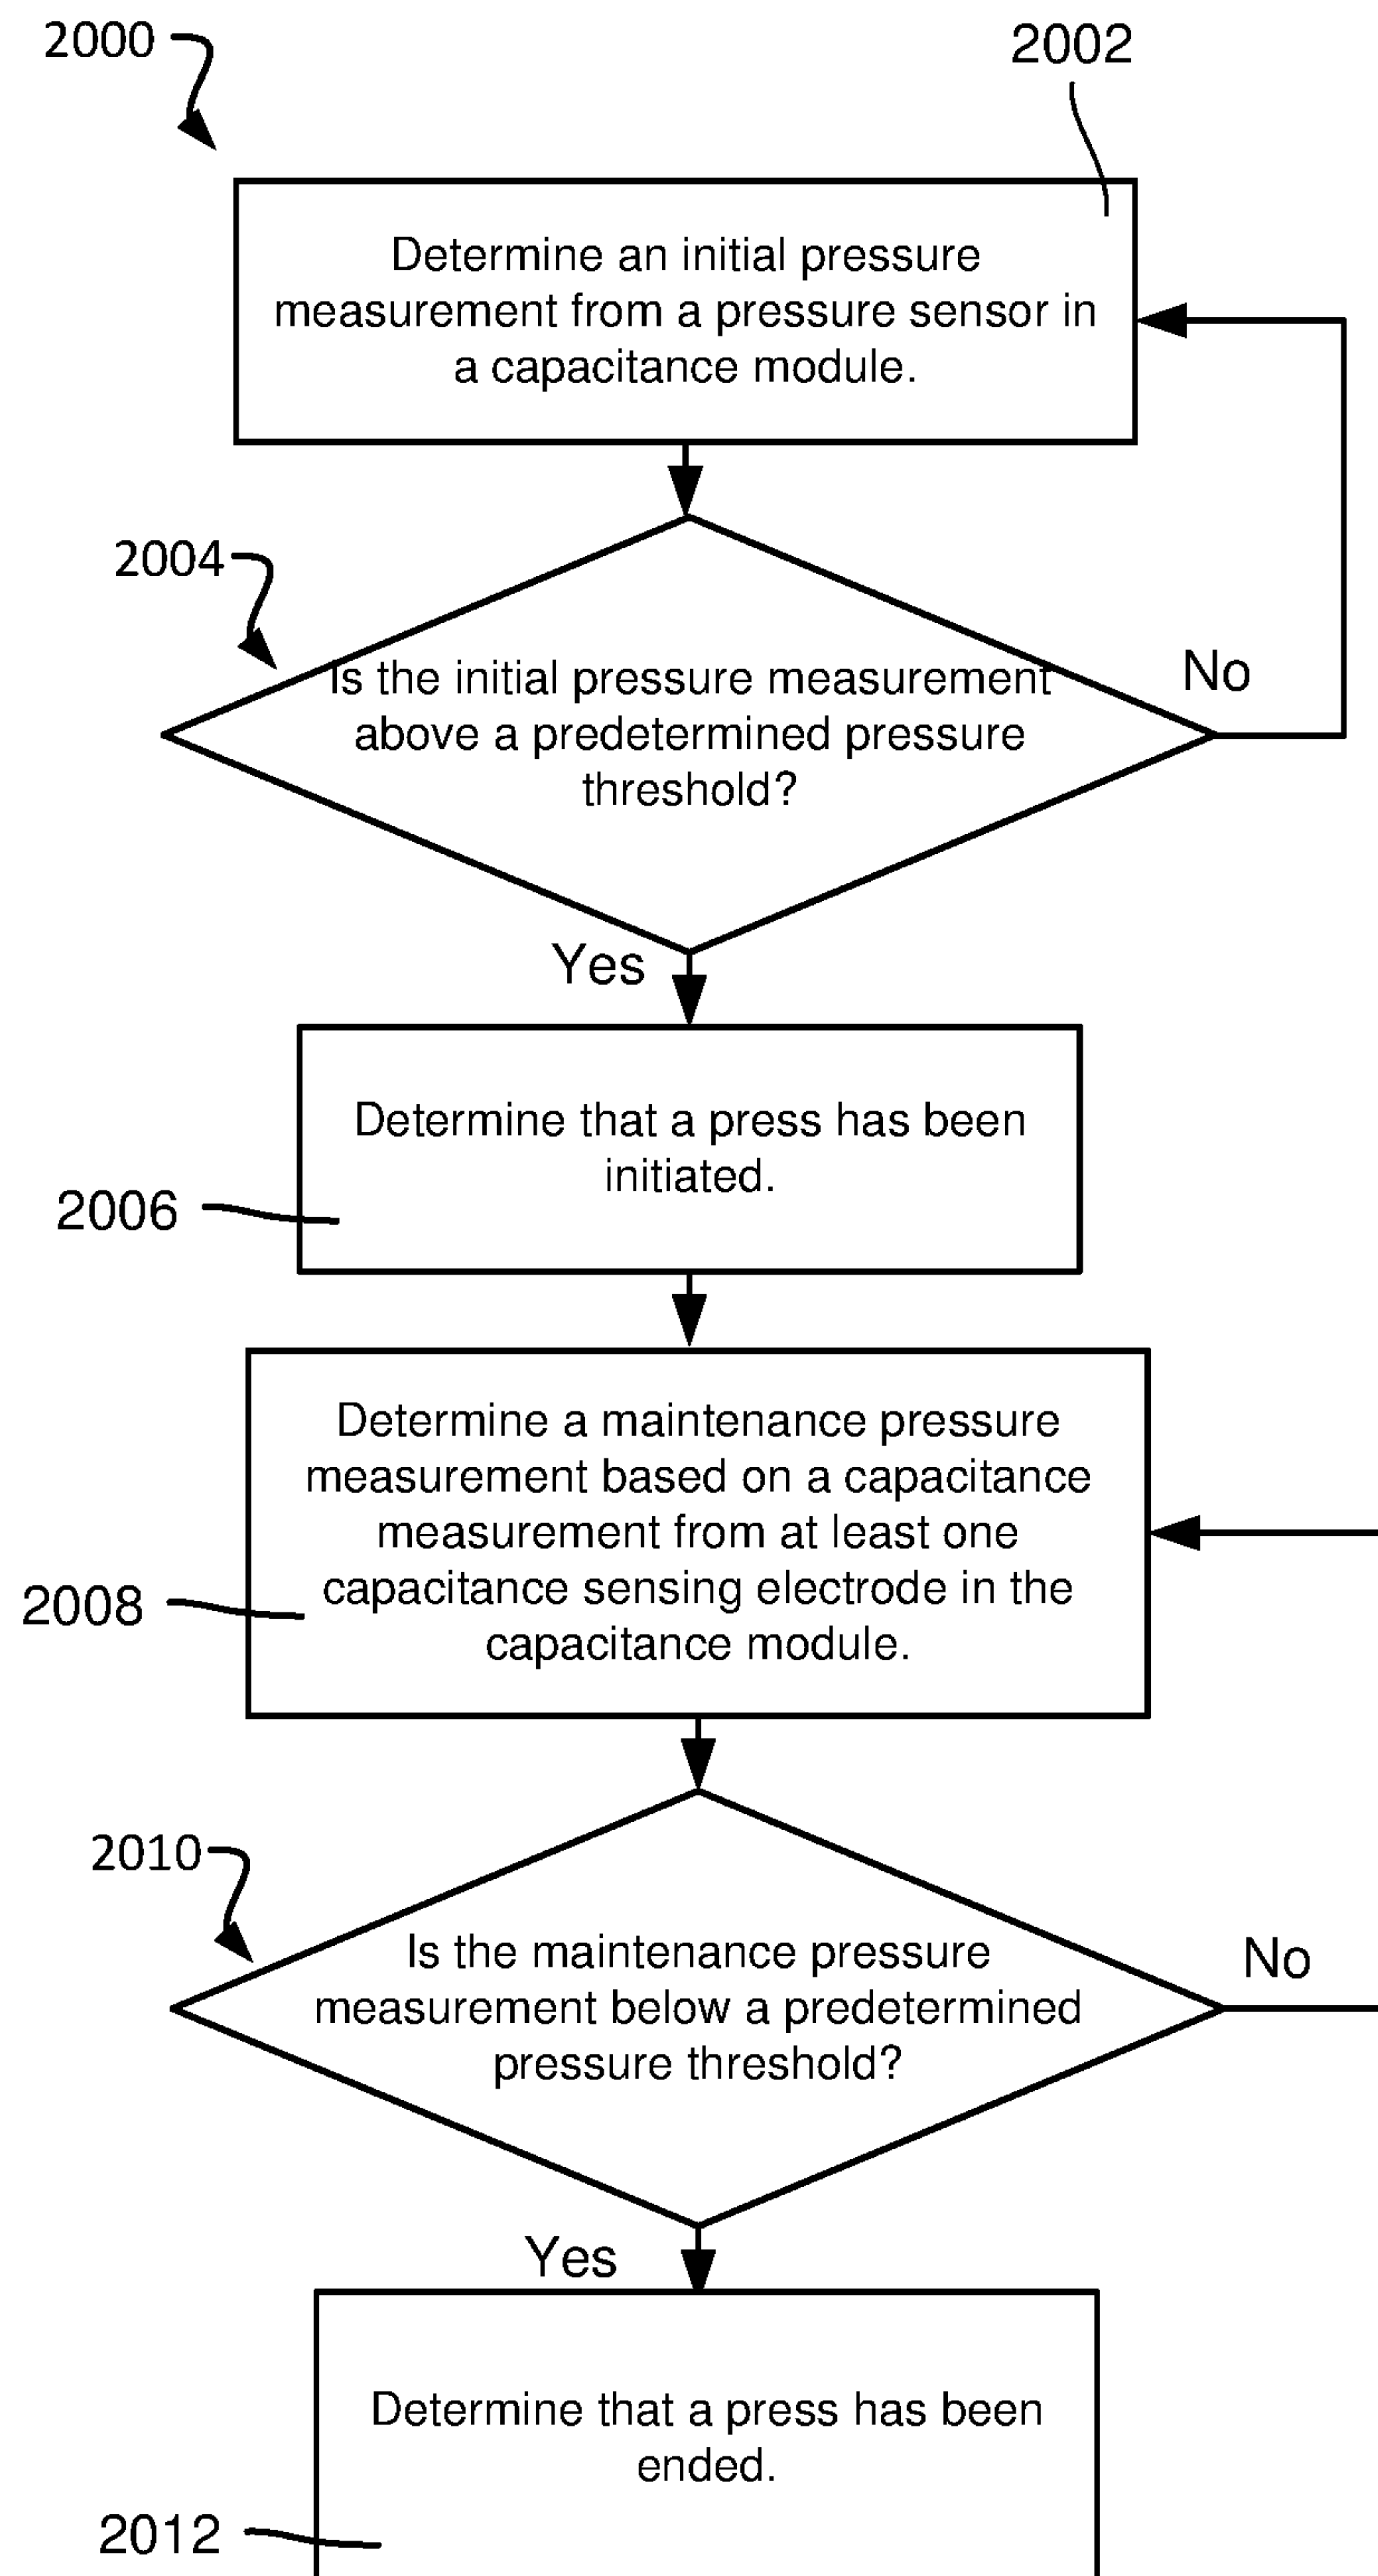 2000
2002
Determine an initial pressure
measurement from a pressure sensor in
a capacitance module.
2004
Is the initial pressure measurement
above a predetermined pressure
threshold?
No
Yes
Determine that a press has been
initiated.
2006
Determine a maintenance pressure
measurement based on a capacitance
measurement from at least one
capacitance sensing electrode in the
capacitance module.
2008
2010
Is the maintenance pressure
measurement below a predetermined
pressure threshold?
No
Yes
Determine that a press has been
ended.
2012